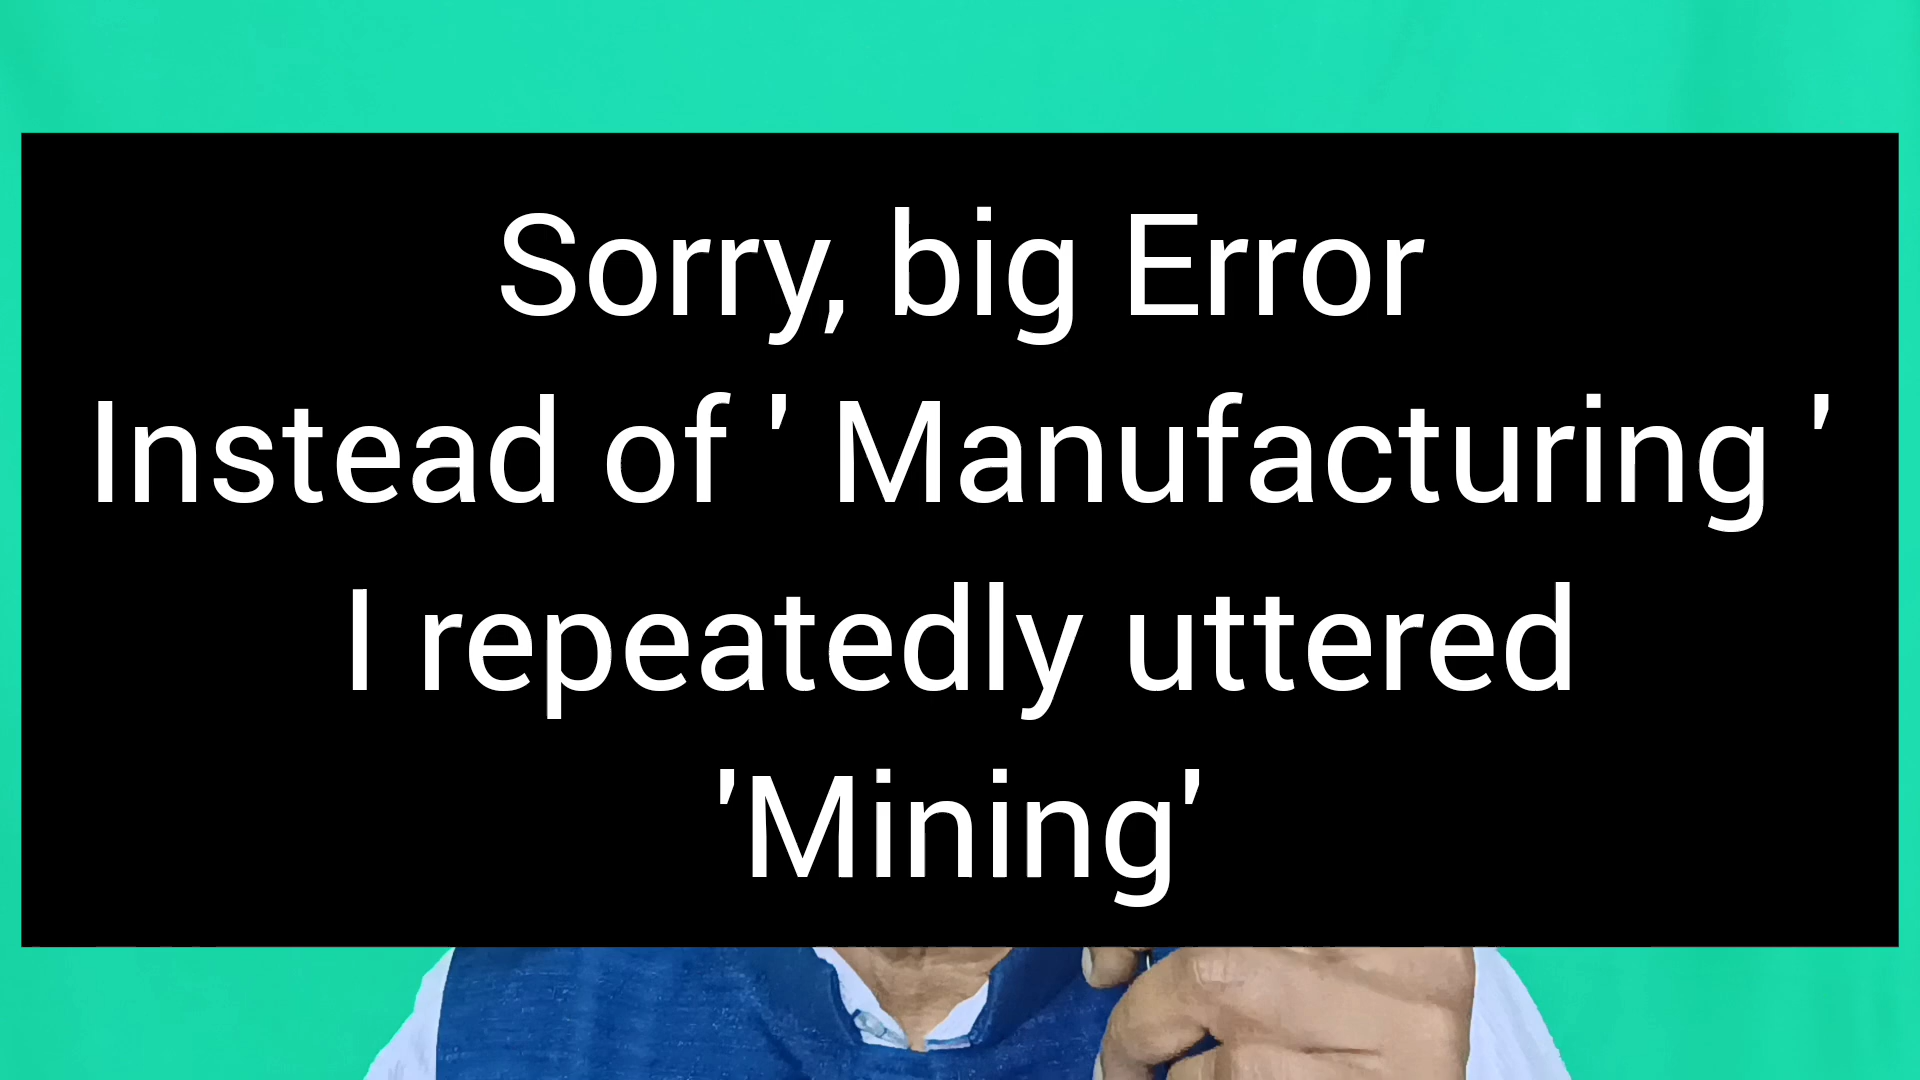 Sorry, big Error
Instead of ' Manufacturing '
I repeatedly uttered
'Mining'